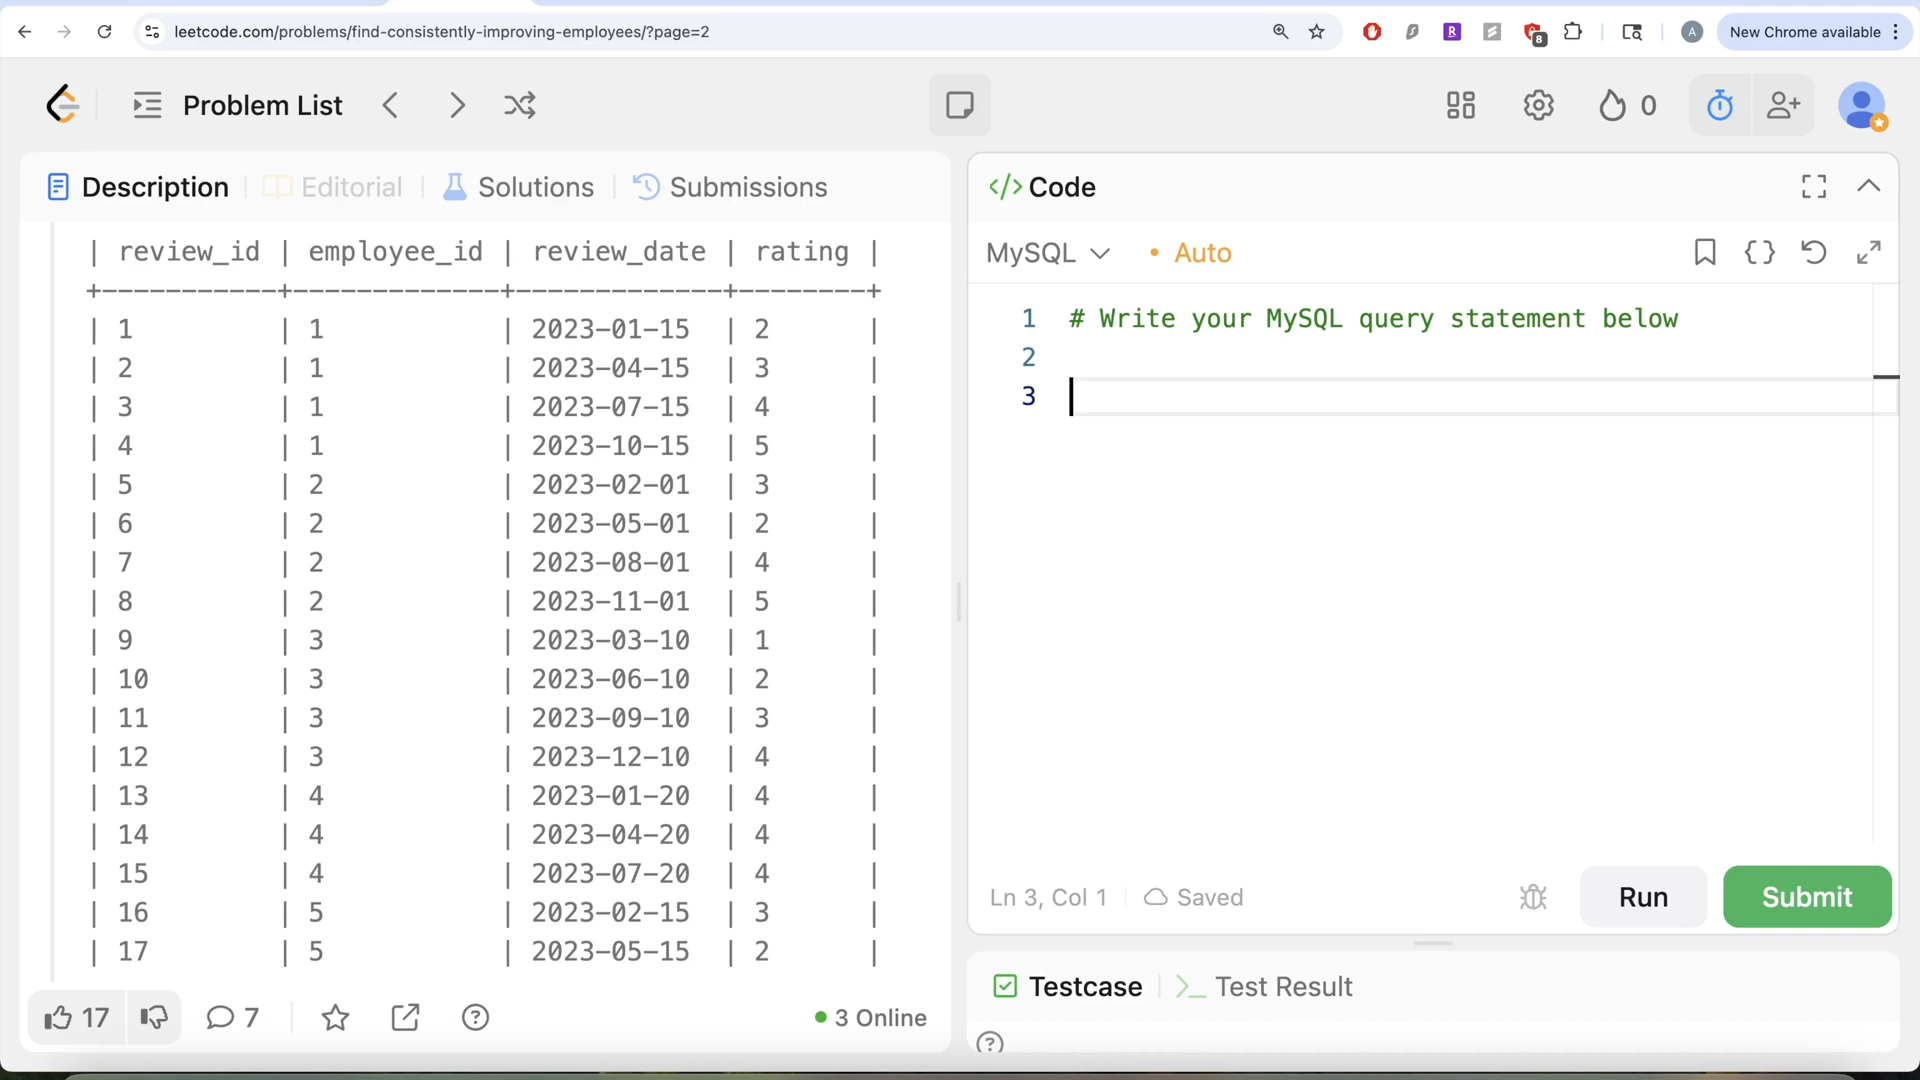 leetcode.com/problems/find-consistently-improving-employees/?page=2
R
8
A
New Chrome available
Problem List
0
Description
Editorial
Solutions
Submissions
| review_id | employee_id | review_date | rating |
+-----------+-------------+-------------+--------+
| 1 | 1 | 2023-01-15 | 2 |
| 2 | 1 | 2023-04-15 | 3 |
| 3 | 1 | 2023-07-15 | 4 |
| 4 | 1 | 2023-10-15 | 5 |
| 5 | 2 | 2023-02-01 | 3 |
| 6 | 2 | 2023-05-01 | 2 |
| 7 | 2 | 2023-08-01 | 4 |
| 8 | 2 | 2023-11-01 | 5 |
| 9 | 3 | 2023-03-10 | 1 |
| 10 | 3 | 2023-06-10 | 2 |
| 11 | 3 | 2023-09-10 | 3 |
| 12 | 3 | 2023-12-10 | 4 |
| 13 | 4 | 2023-01-20 | 4 |
| 14 | 4 | 2023-04-20 | 4 |
| 15 | 4 | 2023-07-20 | 4 |
| 16 | 5 | 2023-02-15 | 3 |
| 17 | 5 | 2023-05-15 | 2 |
17
7
3 Online
</> Code
MySQL
• Auto
1 # Write your MySQL query statement below
2
3
Ln 3, Col 1
Saved
Run
Submit
Testcase
>_ Test Result